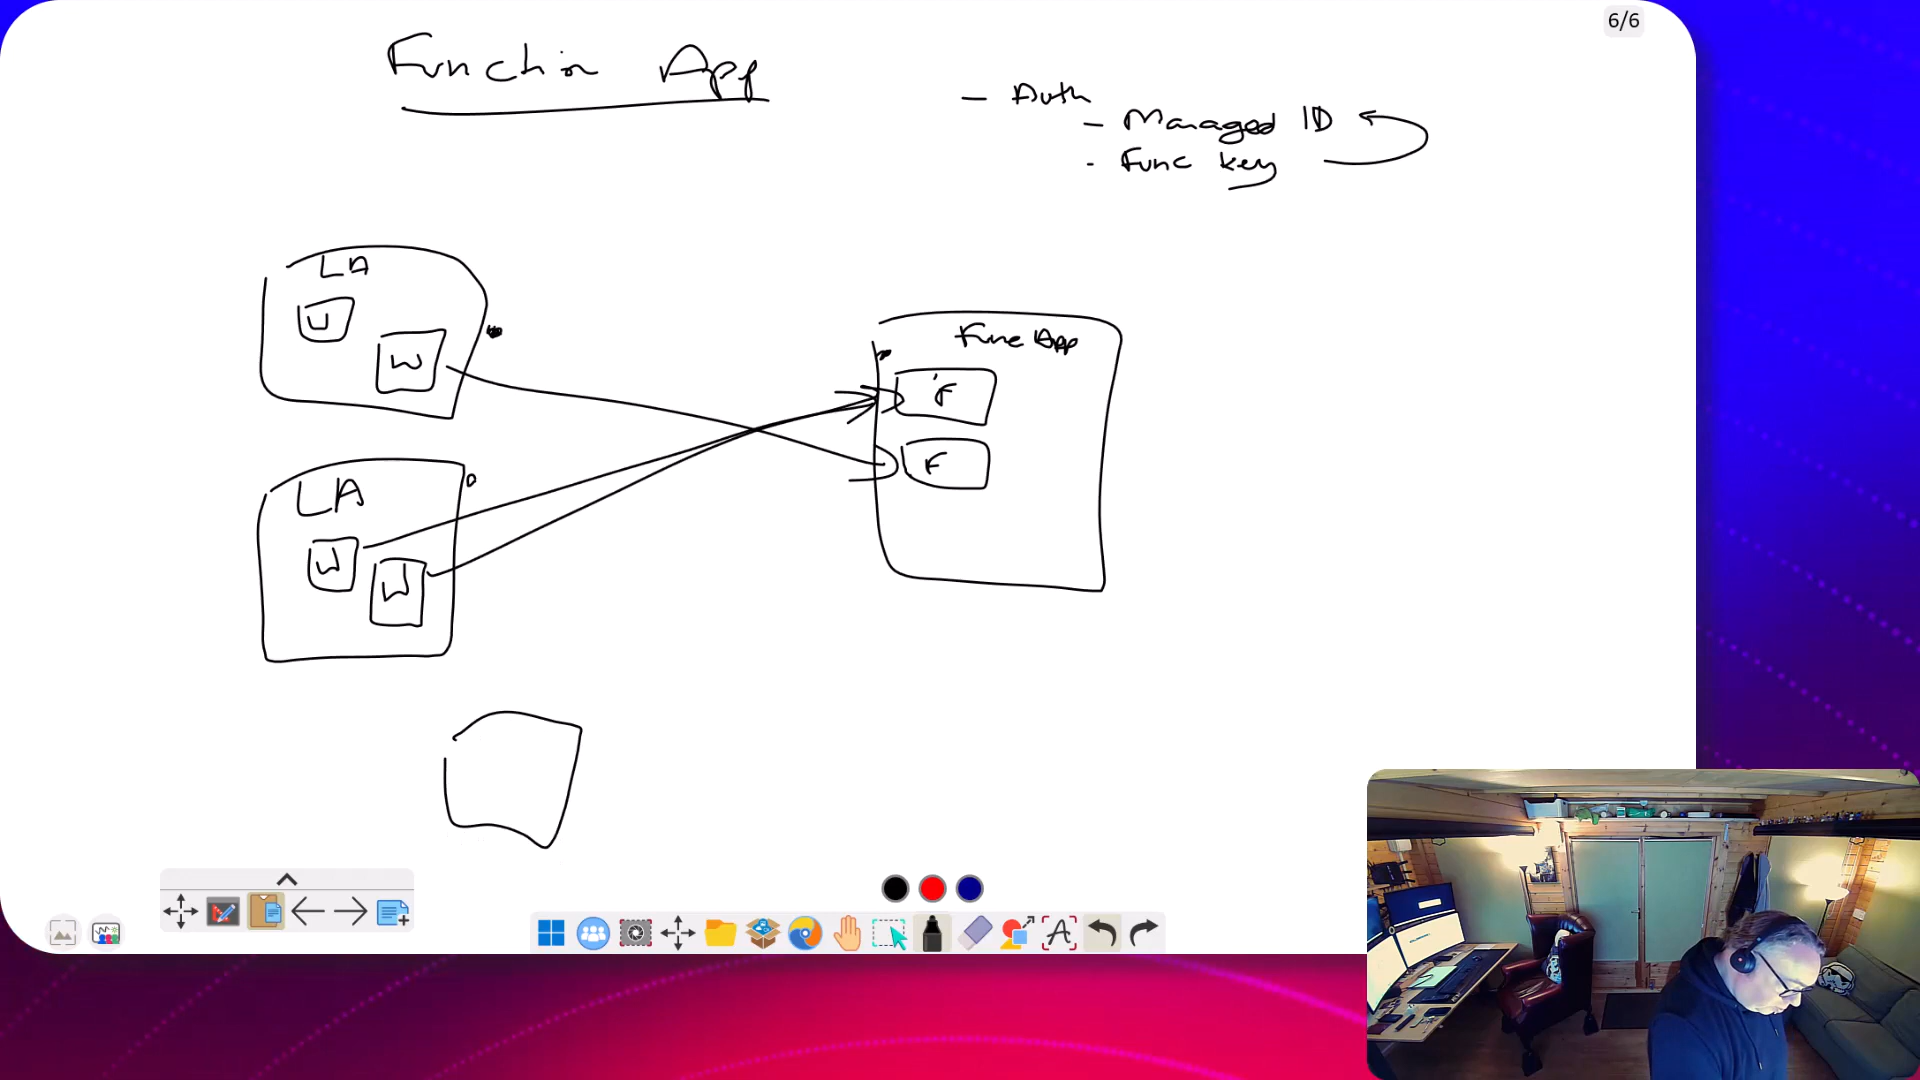 6/6
Function App
- Auth
- Managed ID
- Func key
LA
W
LA
W
W
Func App
F
F
A